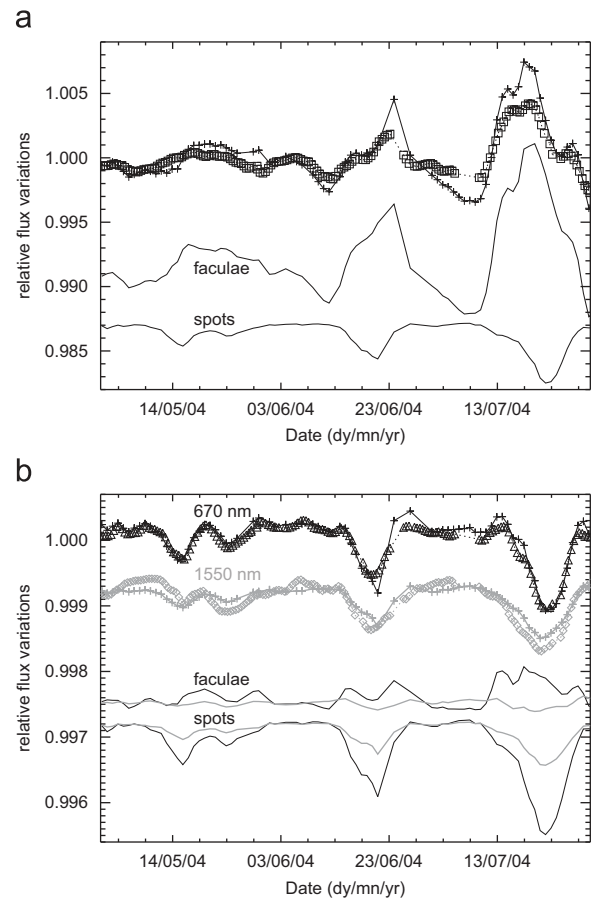 a
1.005
1.000
0.995
0.990
0.985
relative flux variations
faculae
spots
14/05/04 03/06/04 23/06/04 13/07/04
Date (dy/mn/yr)
b
670 nm
1550 nm
1.000
0.999
0.998
0.997
0.996
relative flux variations
faculae
spots
14/05/04 03/06/04 23/06/04 13/07/04
Date (dy/mn/yr)